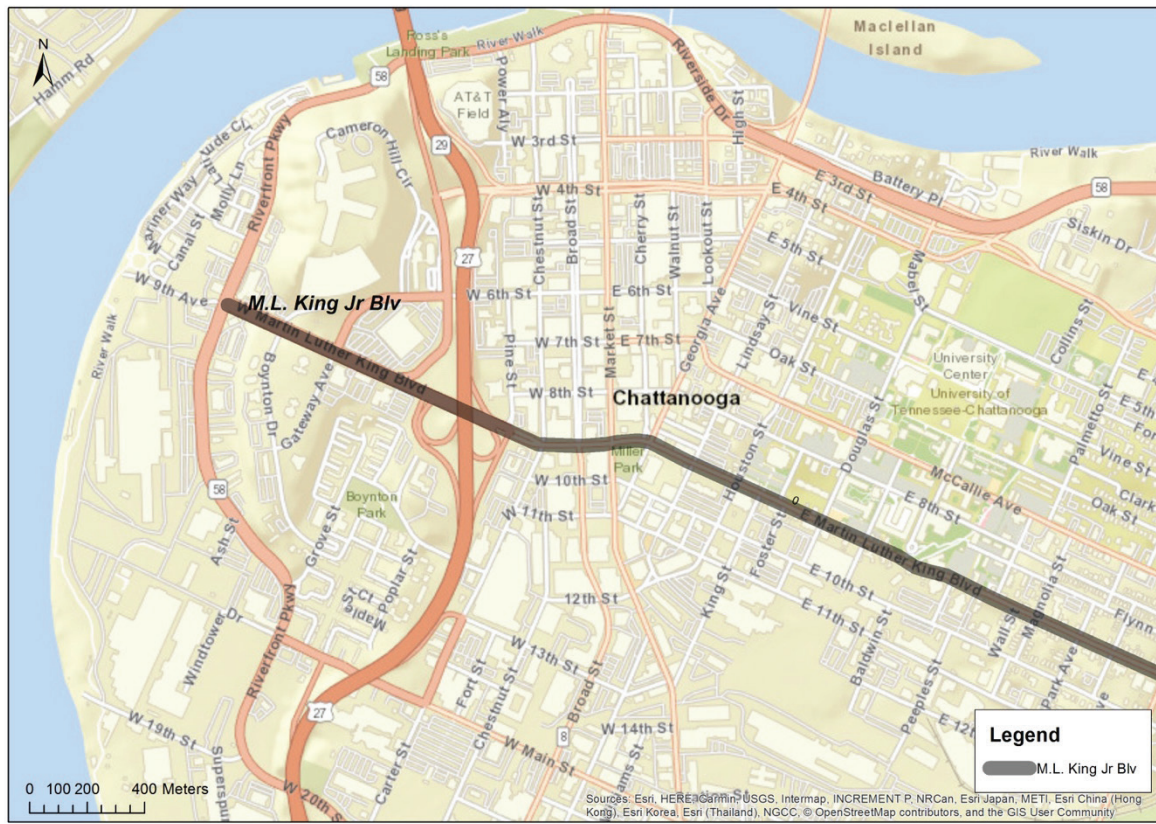 N
Hamm Rd
Ross's
Landing Park
River Walk
Maclellan
Island
58
AT&T
Field
Power Aly
Riverside Dr
High St
Cameron Hill Cir
29
W 3rd St
River Walk
Molly Ln
Mariner Way
Canal St
Riverfront Pkwy
W 4th St
E 3rd St
Battery Pl
58
E 4th St
Siskin Dr
Chestnut St
Broad St
Cherry St
Walnut St
Lookout St
E 5th St
Mabel St
27
W 9th Ave
M.L. King Jr Blv
W Martin Luther King Blvd
W 6th St
E 6th St
Georgia Ave
Lindsay St
Vine St
Collins St
River Walk
Boynton Dr
Gateway Ave
Pine St
W 7th St
Market St
E 7th St
Oak St
University
Center
University of
Tennessee-Chattanooga
W 8th St
Chattanooga
Palmetto St
E 5th St
Vine St
Miller
Park
Houston St
Douglas St
McCallie Ave
Clark
Oak St
58
Boynton
Park
W 10th St
W 11th St
0
E Martin Luther King Blvd
E 8th St
Ash St
Grove St
Poplar St
Foster St
E 10th St
E 11th St
Maple St
Ct
12th St
King St
Baldwin St
Wall St
Magnolia St
Flynn
Windtower Dr
Riverfront Pkwy
W 13th St
Fort St
Chestnut St
Broad St
Peeples St
Park Ave
27
W 19th St
8
W 14th St
E 12th
W Main St
Carter St
W 20th St
Station St
Legend
M.L. King Jr Blv
0 100 200 400 Meters
Sources: Esri, HERE, Garmin, USGS, Intermap, INCREMENT P, NRCan, Esri Japan, METI, Esri China (Hong
Kong), Esri Korea, Esri (Thailand), NGCC, © OpenStreetMap contributors, and the GIS User Community